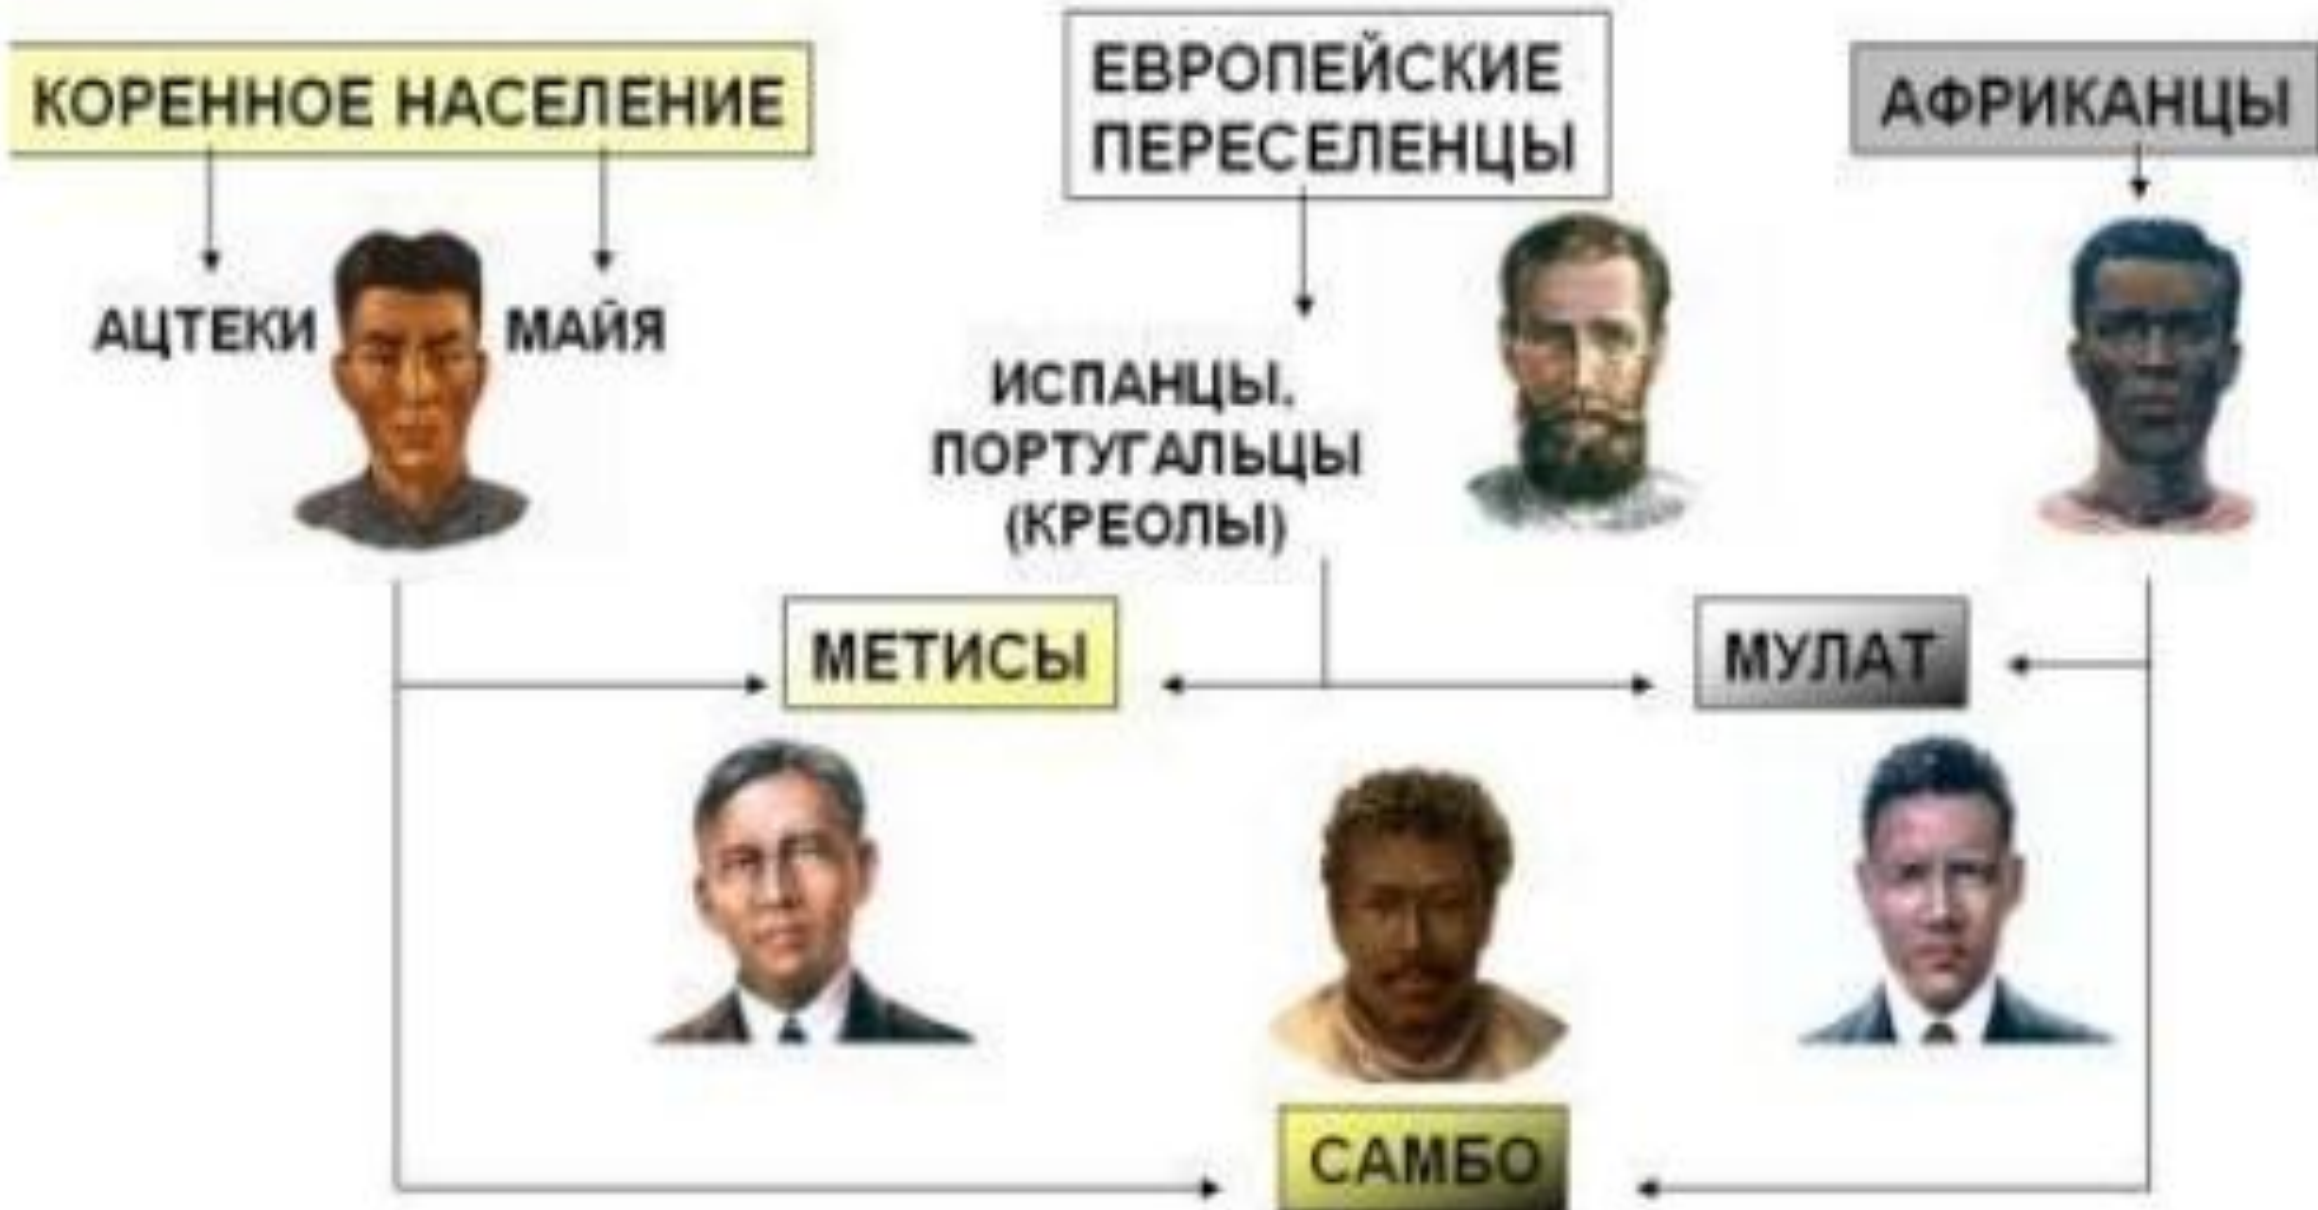 КОРЕННОЕ НАСЕЛЕНИЕ
ЕВРОПЕЙСКИЕ
ПЕРЕСЕЛЕНЦЫ
АФРИКАНЦЫ
АЦТЕКИ
МАЙЯ
ИСПАНЦЫ.
ПОРТУГАЛЬЦЫ
(КРЕОЛЫ)
МЕТИСЫ
МУЛАТ
САМБО